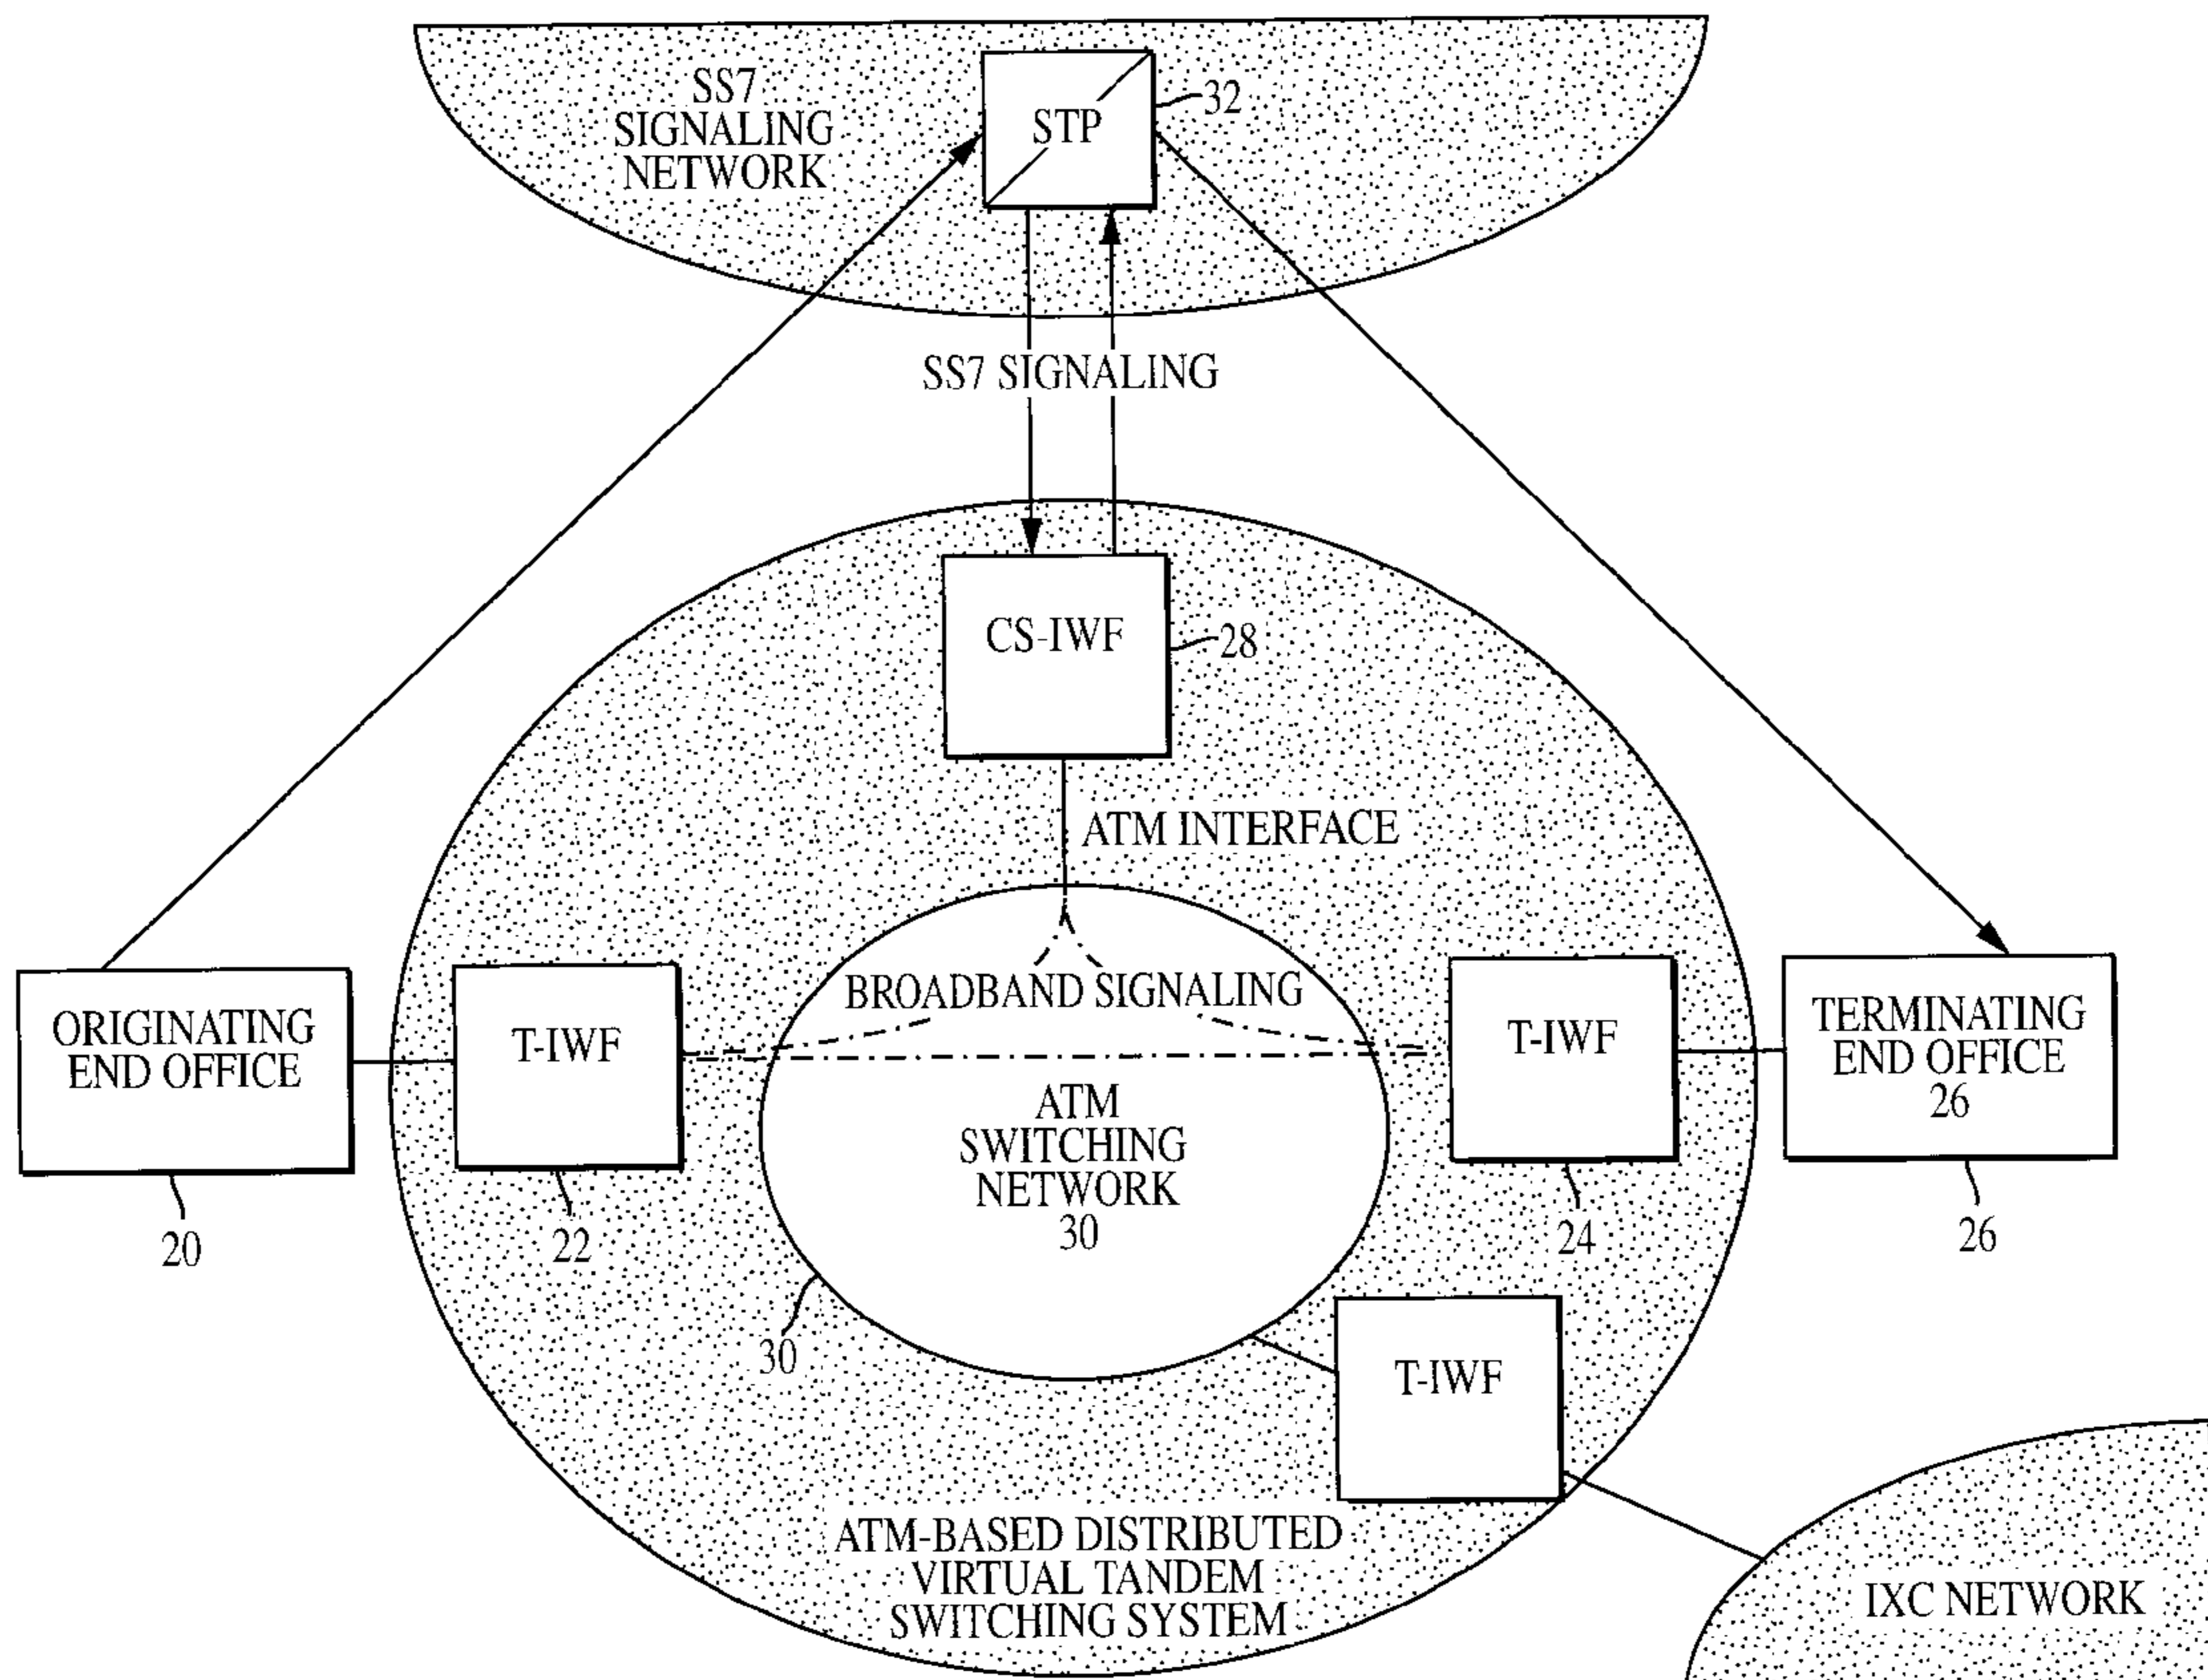 SS7
SIGNALING
NETWORK
STP
32
SS7 SIGNALING
CS-IWF
28
ATM INTERFACE
BROADBAND SIGNALING
ORIGINATING
END OFFICE
20
T-IWF
22
ATM
SWITCHING
NETWORK
30
30
T-IWF
24
TERMINATING
END OFFICE
26
26
T-IWF
ATM-BASED DISTRIBUTED
VIRTUAL TANDEM
SWITCHING SYSTEM
IXC NETWORK